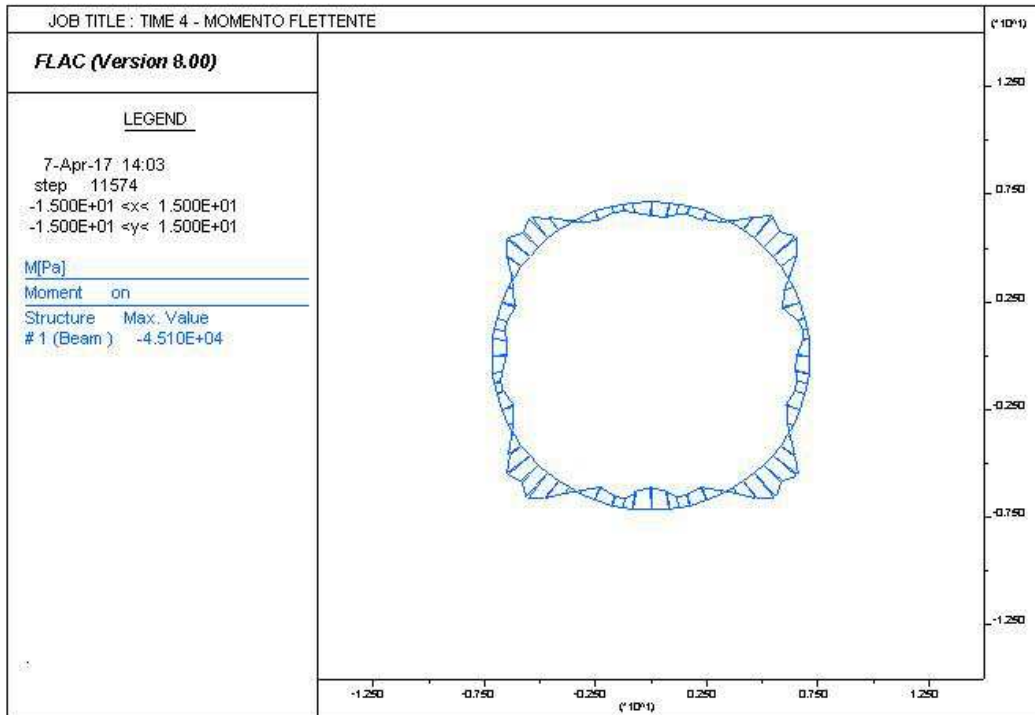 JOB TITLE : TIME 4 - MOMENTO FLETTENTE
FLAC (Version 8.00)
LEGEND
7-Apr-17 14:03
step 11574
-1.500E+01 <x< 1.500E+01
-1.500E+01 <y< 1.500E+01
M[Pa]
Moment on
Structure Max. Value
# 1 (Beam ) -4.510E+04
(*10^1)
1.250
0.750
0.250
-0.250
-0.750
-1.250
-1.250 -0.750 -0.250 0.250 0.750 1.250
(*10^1)